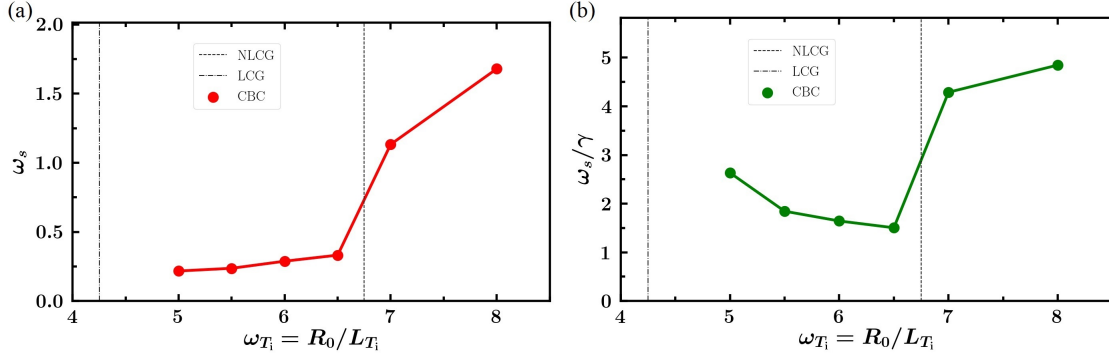 (a)
2.0
1.5
1.0
0.5
0.0
ω_s
NLCG
LCG
CBC
4 5 6 7 8
ω_{T_i} = R_0/L_{T_i}
(b)
5
4
3
2
1
0
ω_s/γ
NLCG
LCG
CBC
4 5 6 7 8
ω_{T_i} = R_0/L_{T_i}